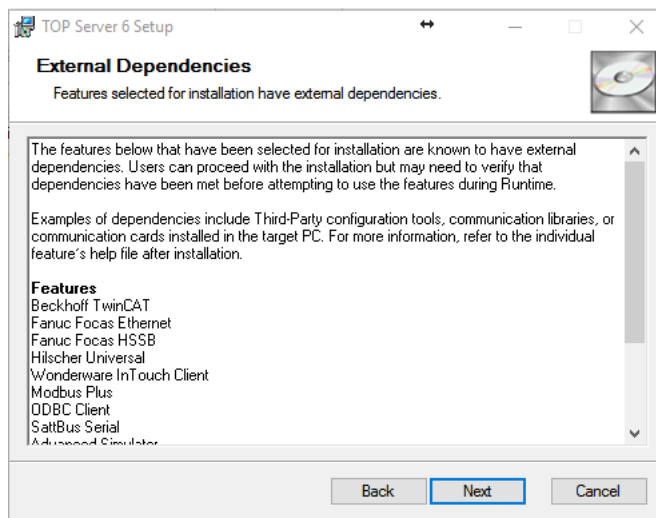 TOP Server 6 Setup
External Dependencies
Features selected for installation have external dependencies.
The features below that have been selected for installation are known to have external
dependencies. Users can proceed with the installation but may need to verify that
dependencies have been met before attempting to use the features during Runtime.
Examples of dependencies include Third-Party configuration tools, communication libraries, or
communication cards installed in the target PC. For more information, refer to the individual
feature's help file after installation.
Features
Beckhoff TwinCAT
Fanuc Focas Ethernet
Fanuc Focas HSSB
Hilscher Universal
Wonderware InTouch Client
Modbus Plus
ODBC Client
SattBus Serial
Advanced Simulator
Back Next Cancel